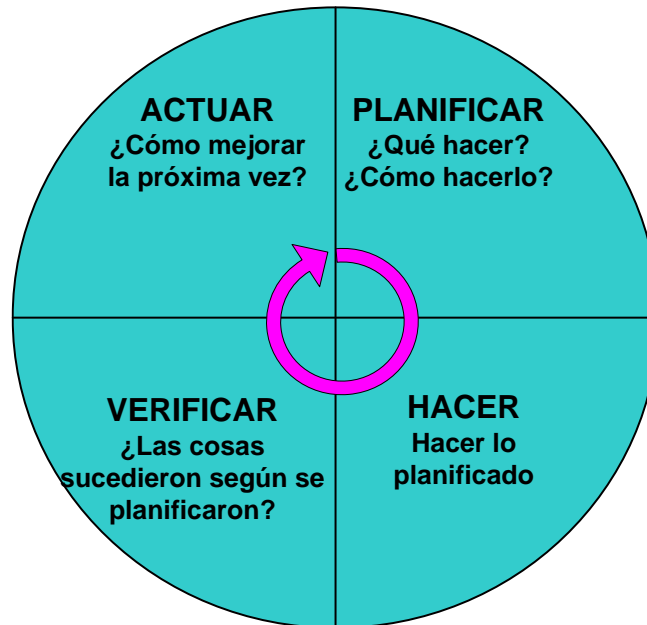 ACTUAR
¿Cómo mejorar
la próxima vez?
PLANIFICAR
¿Qué hacer?
¿Cómo hacerlo?
VERIFICAR
¿Las cosas
sucedieron según se
planificaron?
HACER
Hacer lo
planificado